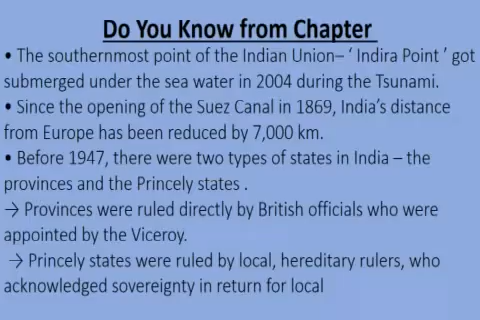 Do You Know from Chapter
• The southernmost point of the Indian Union– ‘ Indira Point ’ got
submerged under the sea water in 2004 during the Tsunami.
• Since the opening of the Suez Canal in 1869, India’s distance
from Europe has been reduced by 7,000 km.
• Before 1947, there were two types of states in India – the
provinces and the Princely states .
→ Provinces were ruled directly by British officials who were
appointed by the Viceroy.
→ Princely states were ruled by local, hereditary rulers, who
acknowledged sovereignty in return for local